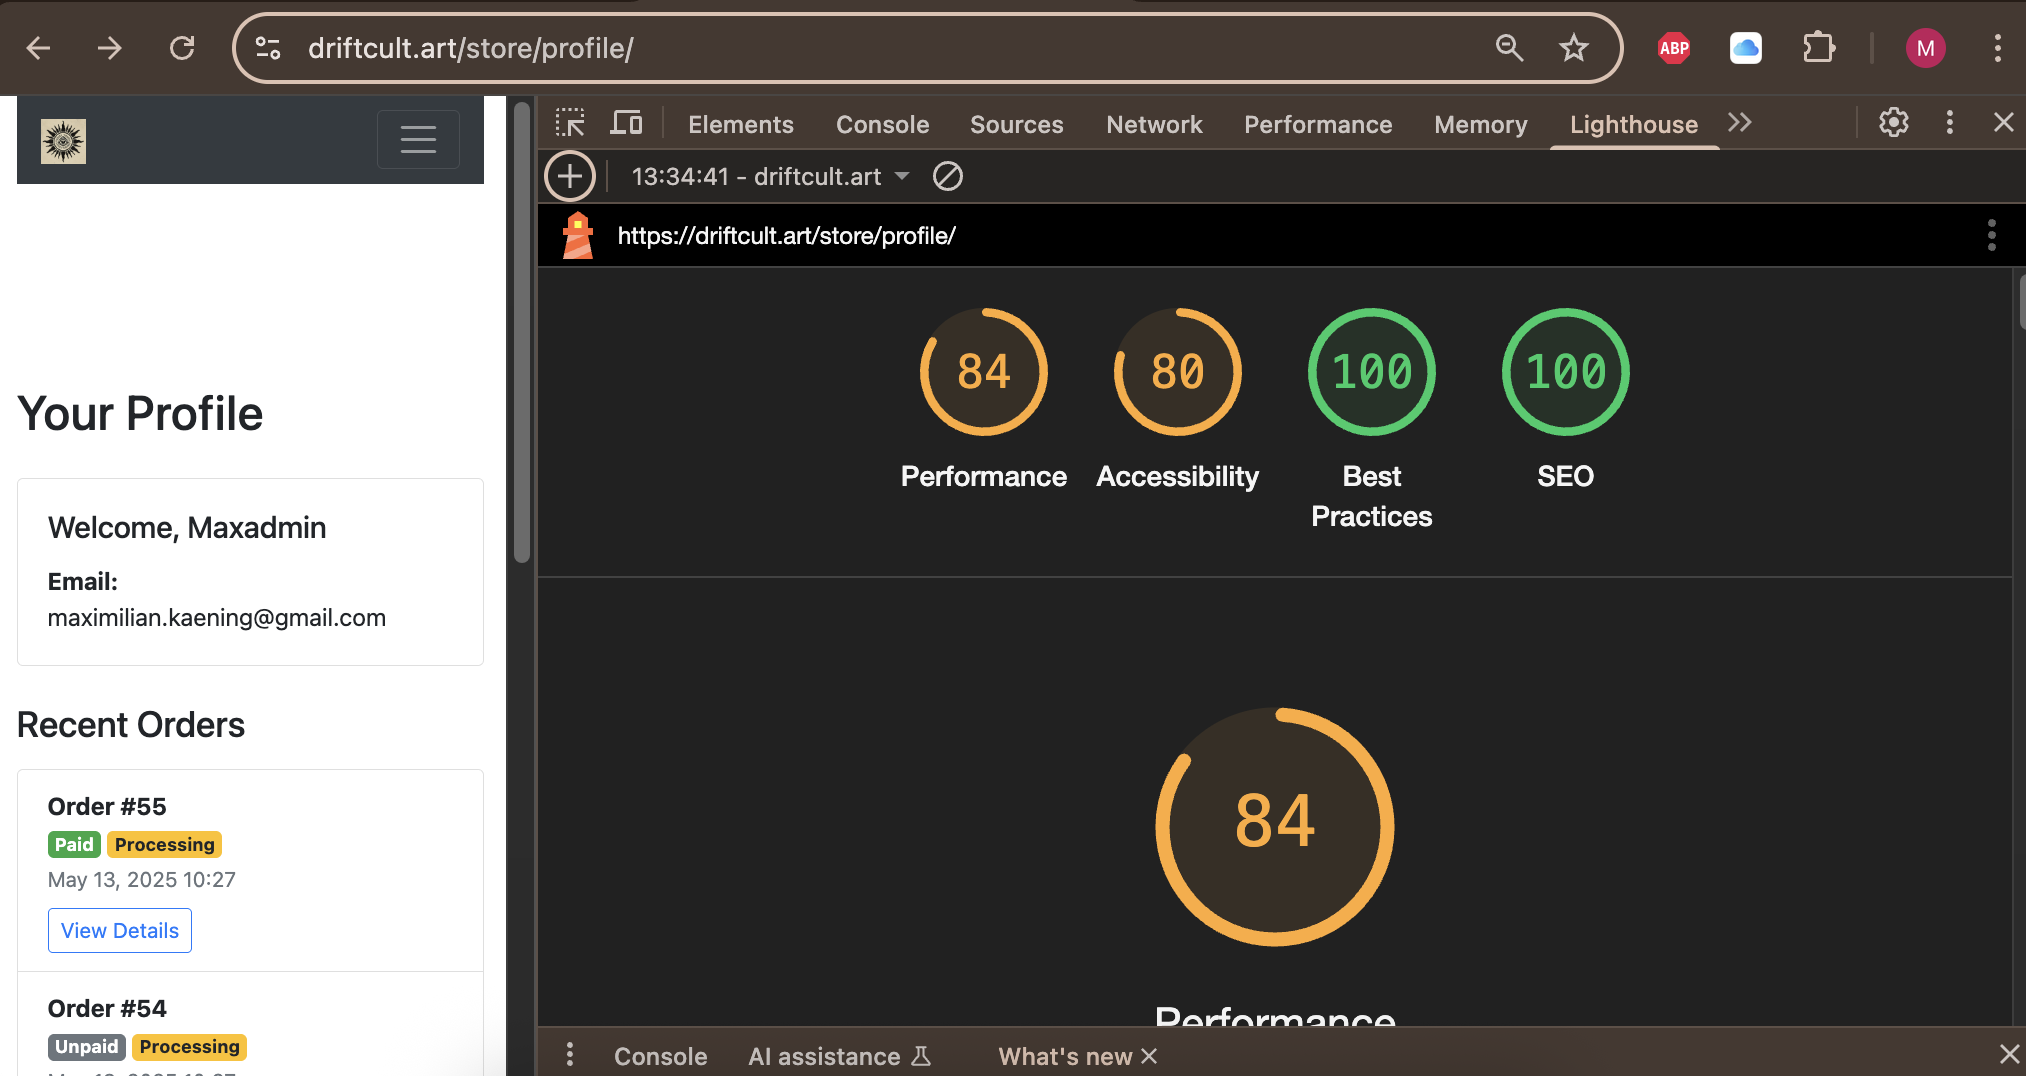 driftcult.art/store/profile/
ABP
M
Elements Console Sources Network Performance Memory Lighthouse
13:34:41 - driftcult.art
https://driftcult.art/store/profile/
84 80 100 100
Performance Accessibility Best Practices SEO
84
Performance
Your Profile
Welcome, Maxadmin
Email:
maximilian.kaening@gmail.com
Recent Orders
Order #55
Paid Processing
May 13, 2025 10:27
View Details
Order #54
Unpaid Processing
Console AI assistance What's new